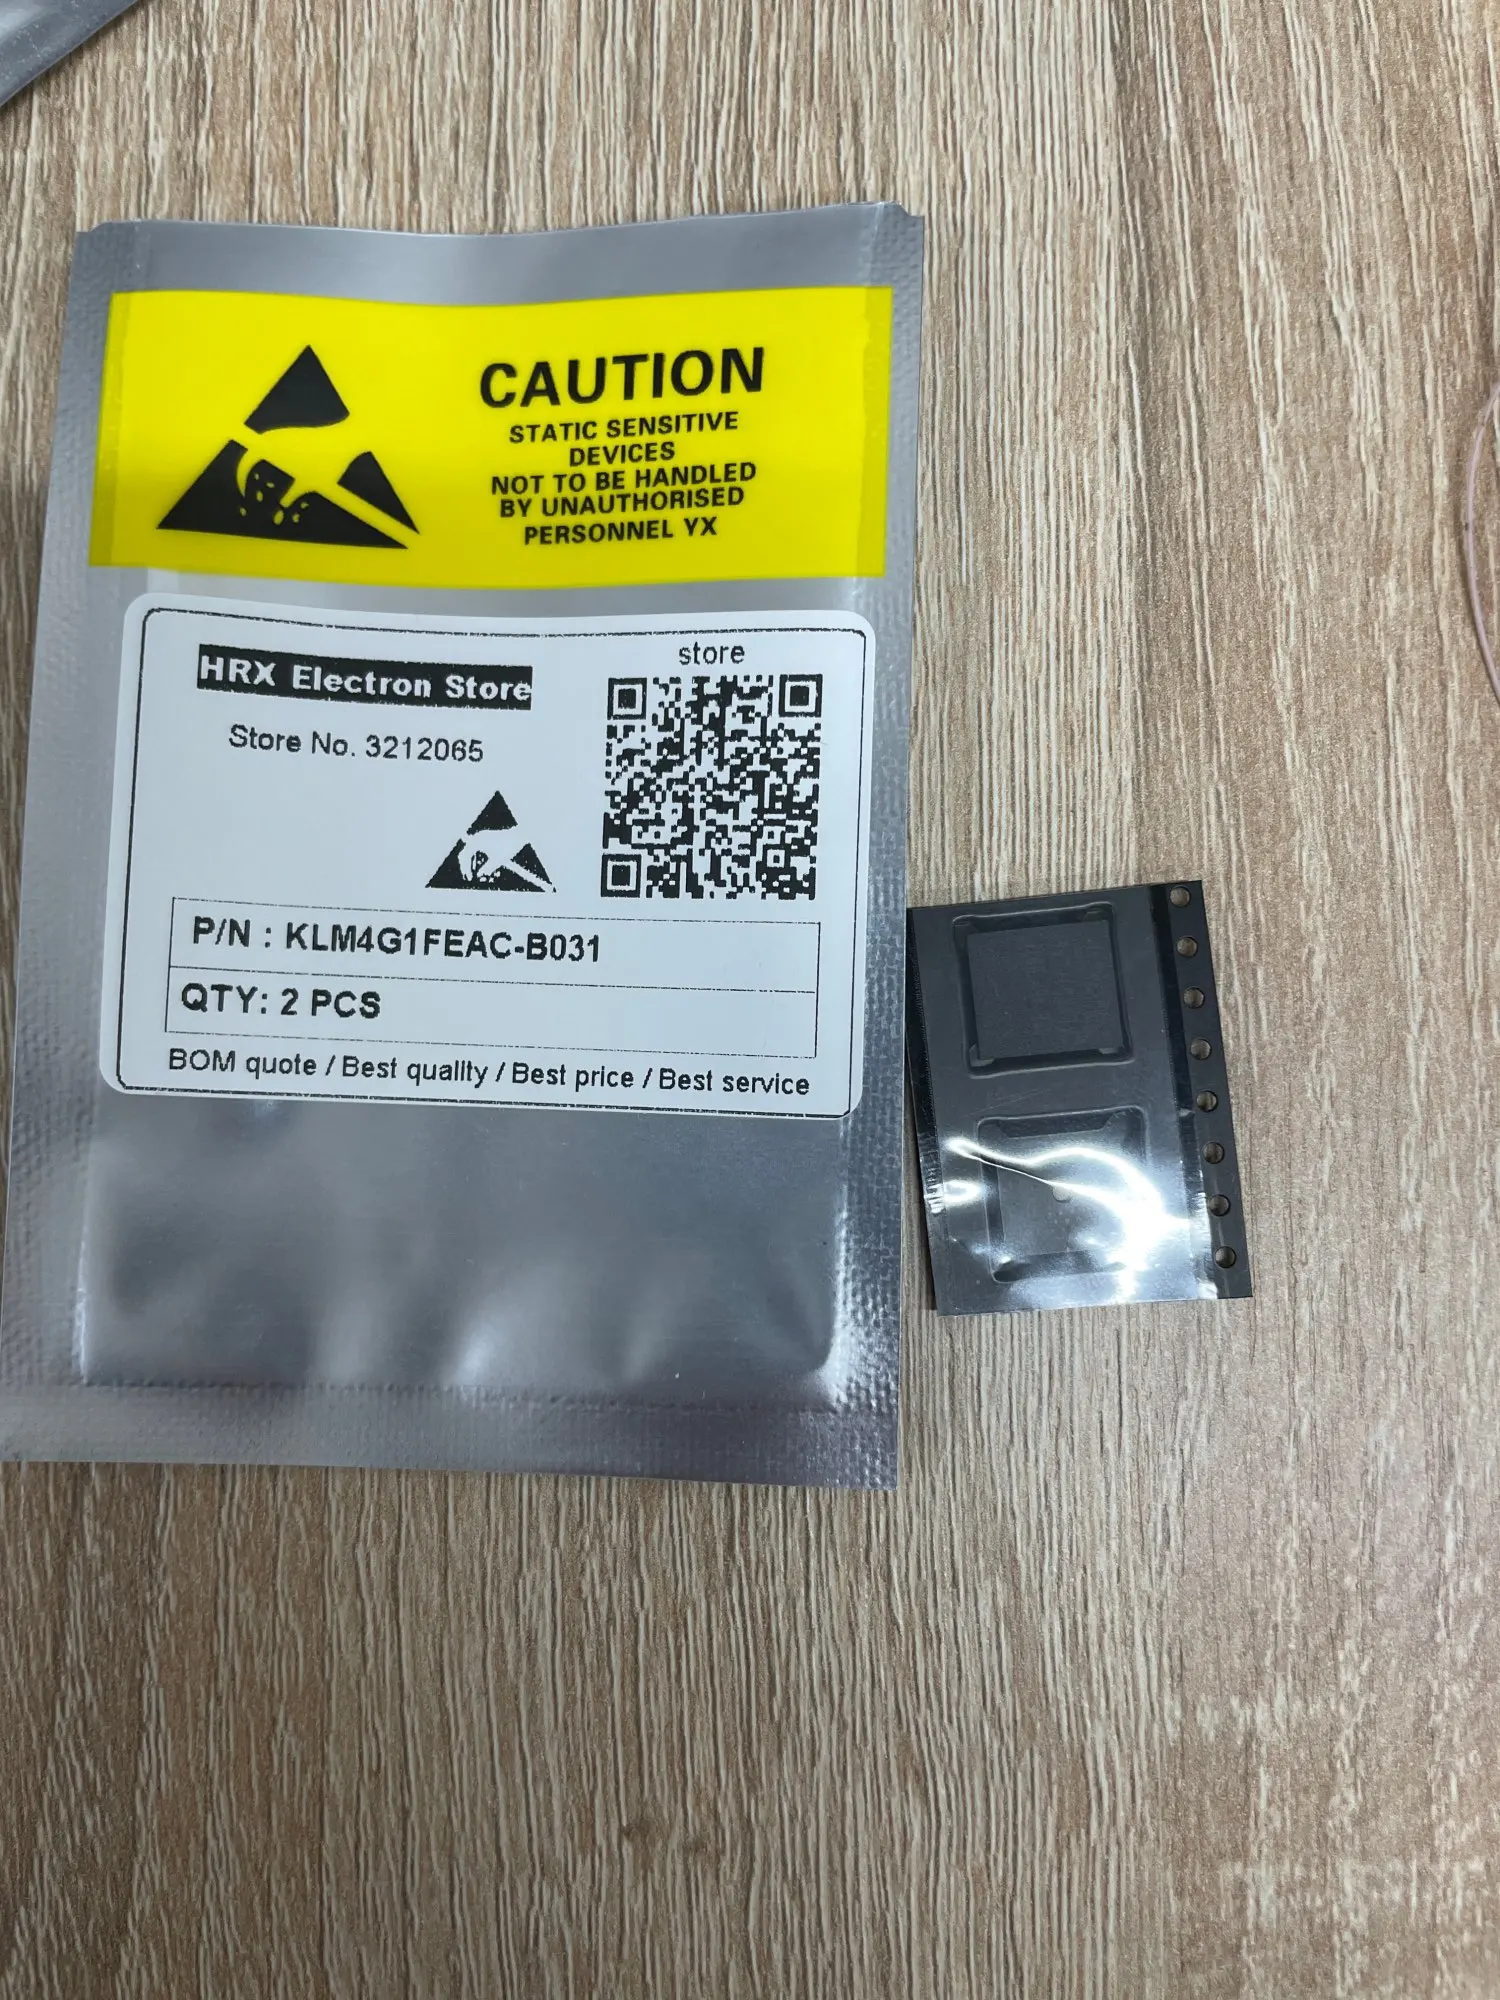 CAUTION
STATIC SENSITIVE
DEVICES
NOT TO BE HANDLED
BY UNAUTHORISED
PERSONNEL YX
HRX Electron Store
store
Store No. 3212065
P/N : KLM4G1FEAC-B031
QTY: 2 PCS
BOM quote / Best quality / Best price / Best service